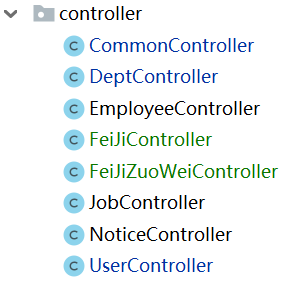 controller
CommonController
DeptController
EmployeeController
FeiJiController
FeiJiZuoWeiController
JobController
NoticeController
UserController